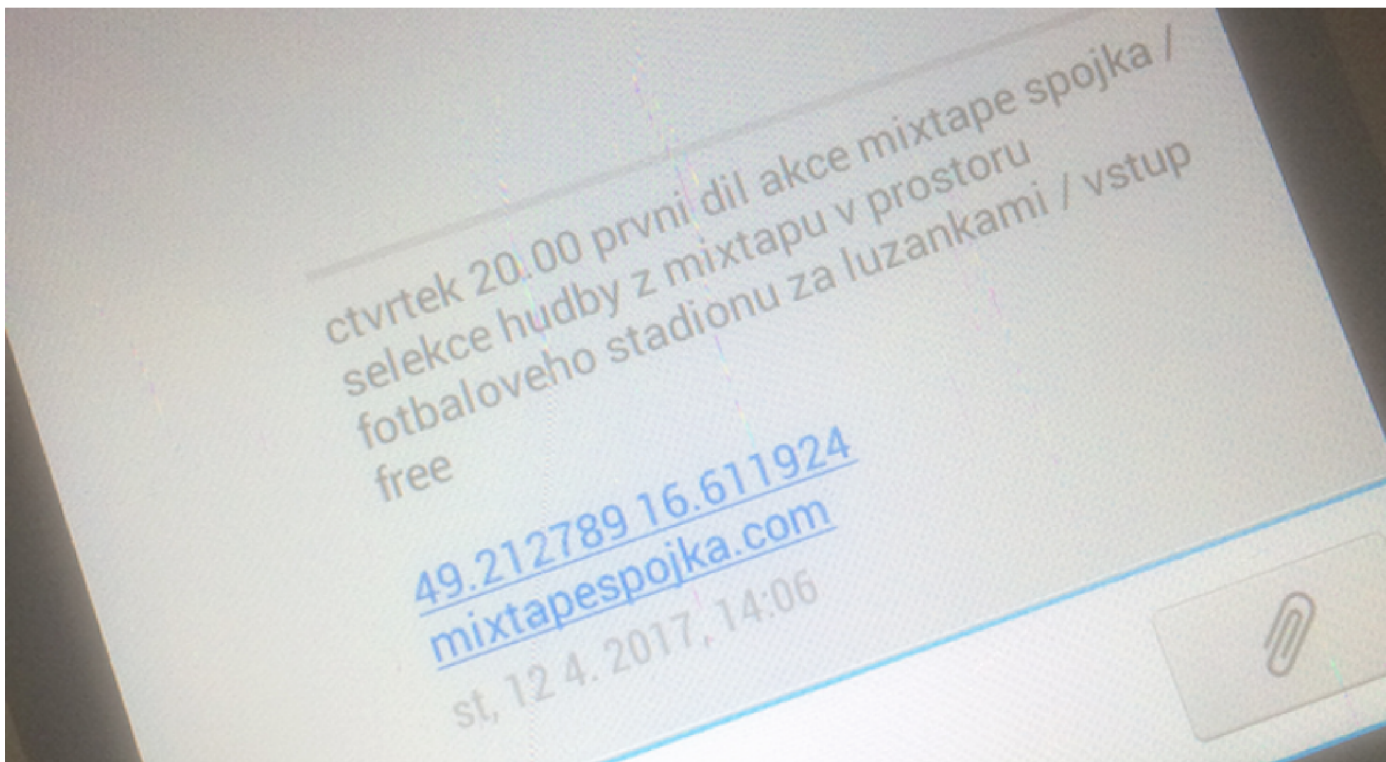 ctvrtek 20.00 prvni dil akce mixtape spojka /
selekce hudby z mixtapu v prostoru
fotbaloveho stadionu za luzankami / vstup
free
49.212789 16.611924
mixtapespojka.com
st, 12 4. 2017, 14:06